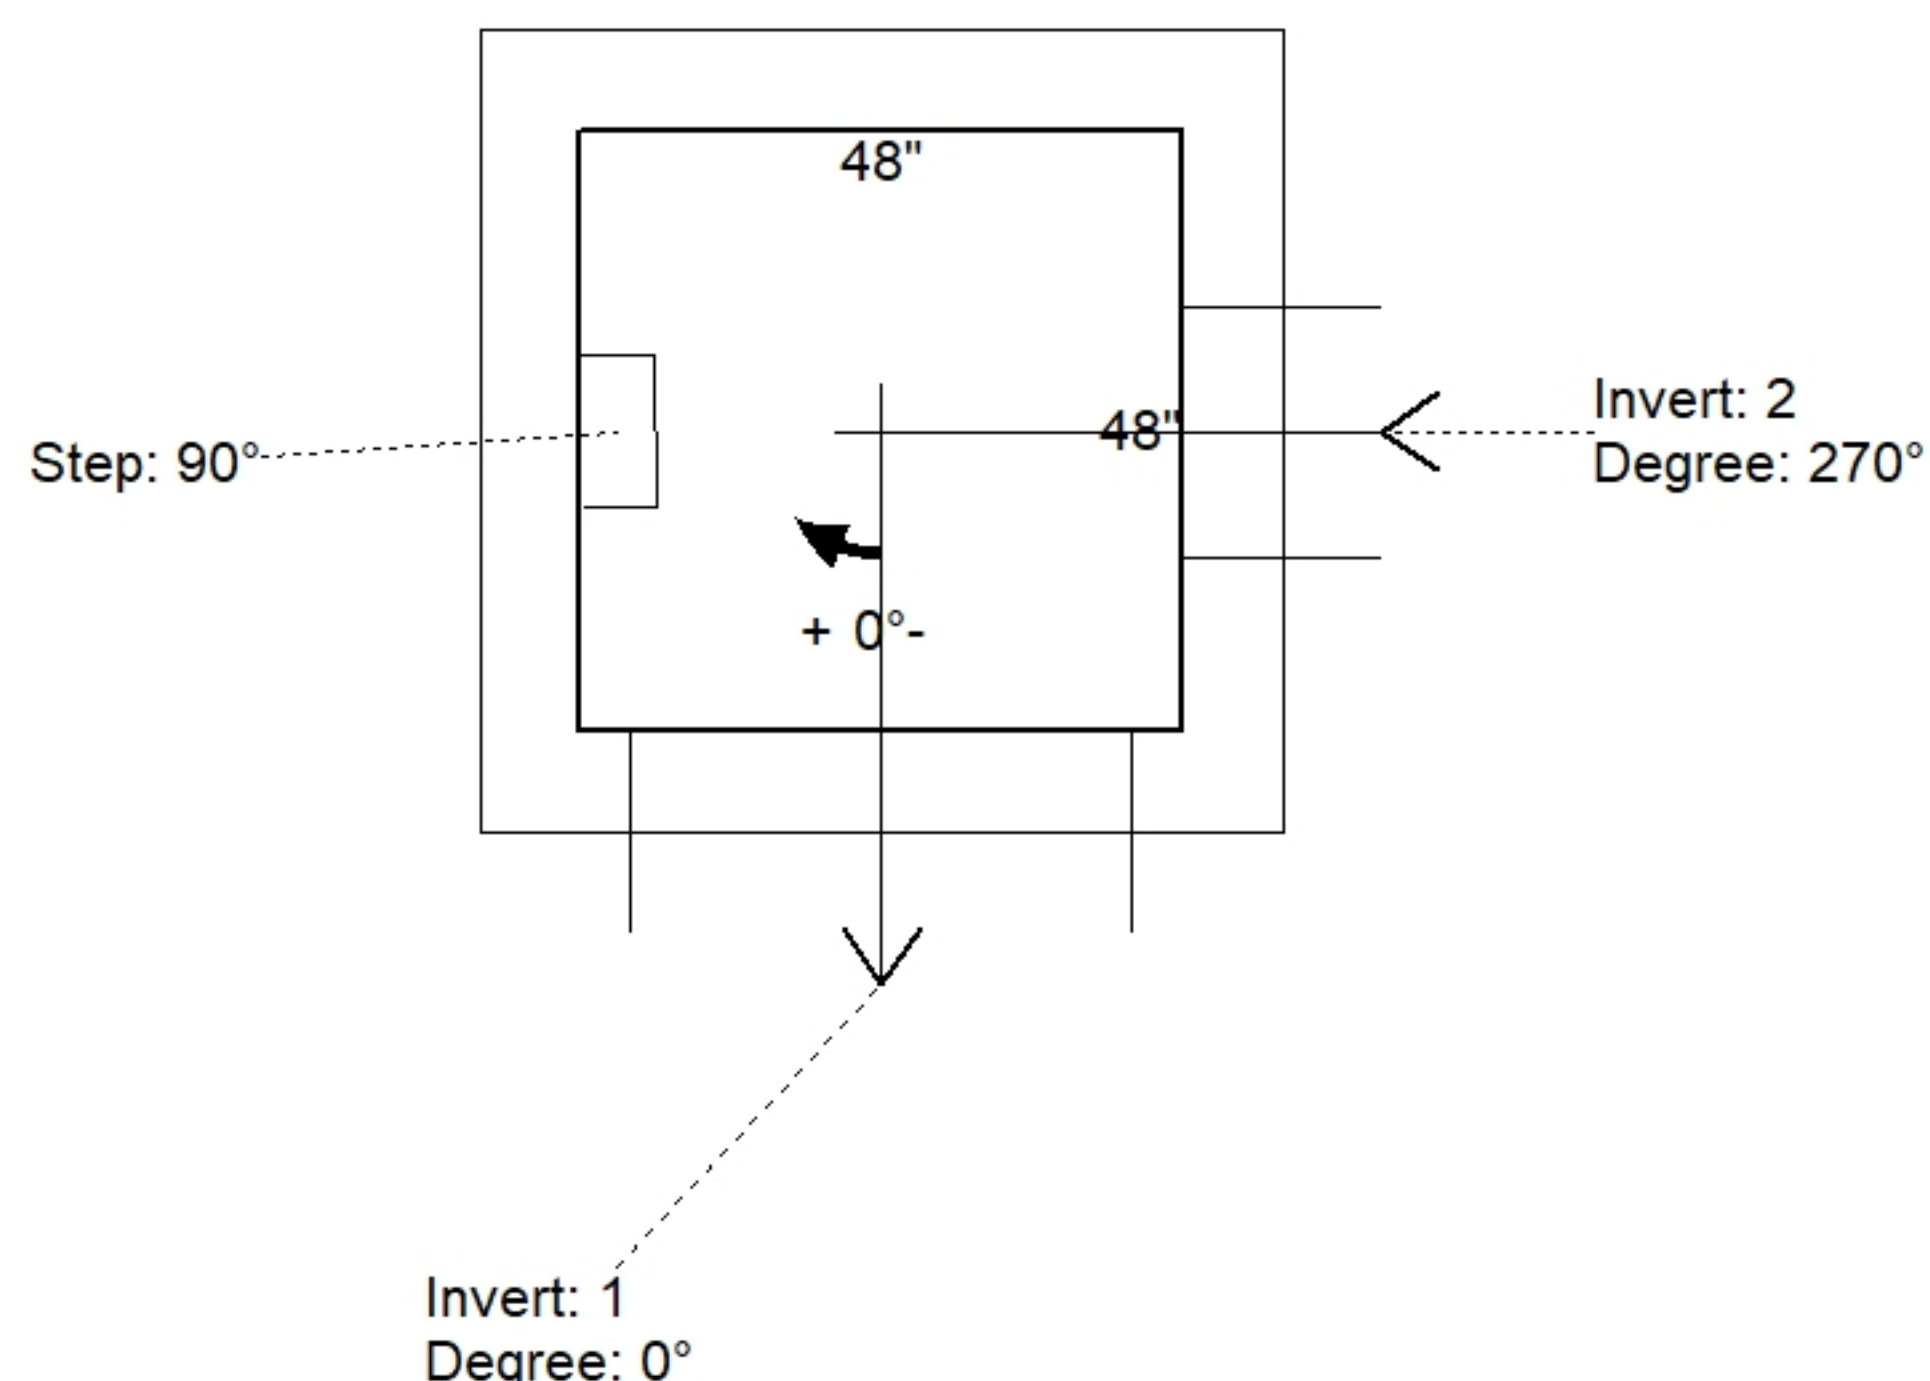 48"
48"
Invert: 2
Degree: 270°
Step: 90°
+ 0°-
Invert: 1
Degree: 0°